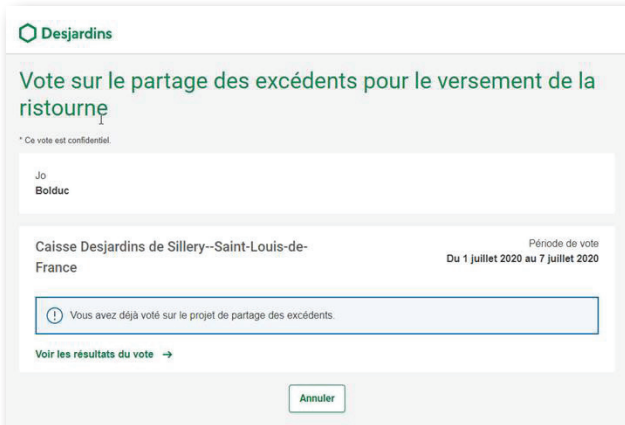 Desjardins
Vote sur le partage des excédents pour le versement de la
ristourne
* Ce vote est confidentiel.
Jo
Bolduc
Caisse Desjardins de Sillery--Saint-Louis-de-
France
Période de vote
Du 1 juillet 2020 au 7 juillet 2020
Vous avez déjà voté sur le projet de partage des excédents.
Voir les résultats du vote →
Annuler